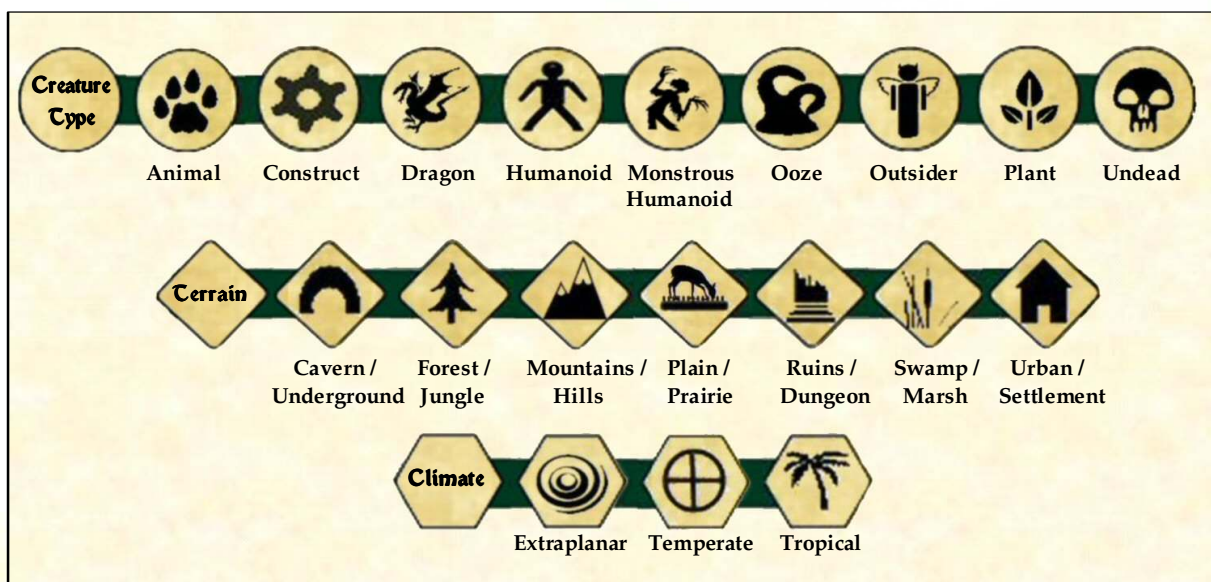 Creature
Type
Animal Construct Dragon Humanoid Monstrous Ooze Outsider Plant Undead
Humanoid
Terrain
Cavern / Forest / Mountains / Plain / Ruins / Swamp / Urban /
Underground Jungle Hills Prairie Dungeon Marsh Settlement
Climate
Extraplanar Temperate Tropical